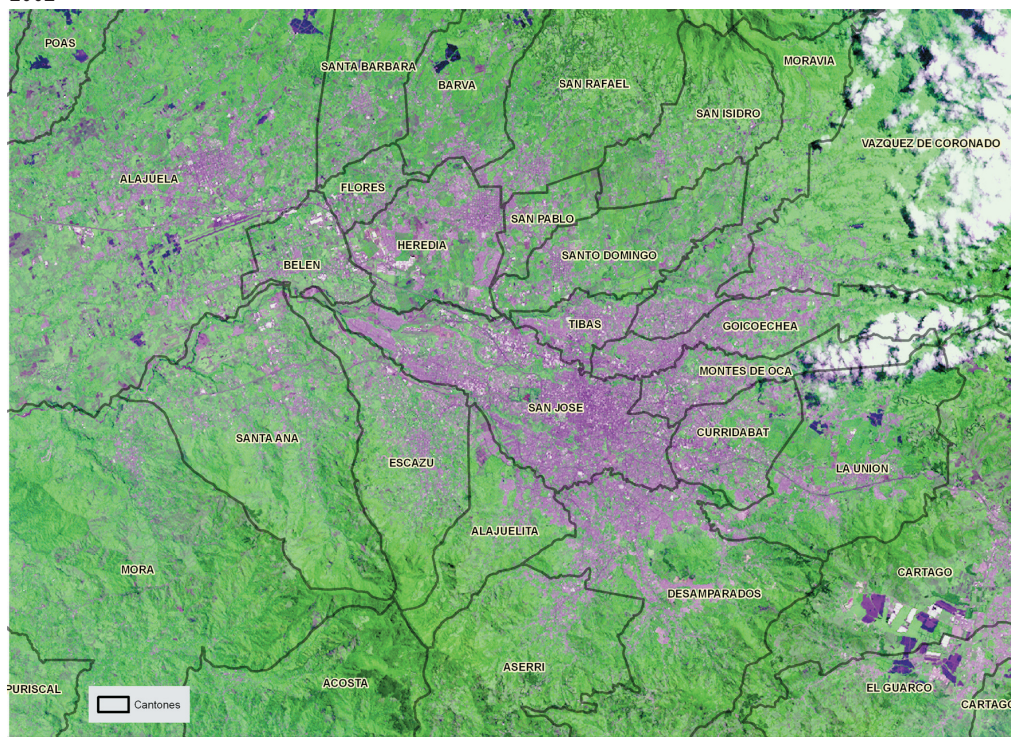 POAS
SANTA BARBARA
BARVA
SAN RAFAEL
MORAVIA
SAN ISIDRO
VAZQUEZ DE CORONADO
ALAJUELA
FLORES
SAN PABLO
HEREDIA
SANTO DOMINGO
BELEN
TIBAS
GOICOECHEA
MONTES DE OCA
SAN JOSE
CURRIDABAT
SANTA ANA
ESCAZU
LA UNION
ALAJUELITA
MORA
CARTAGO
DESAMPARADOS
ASERRI
PURISCAL
ACOSTA
EL GUARCO
CARTAGO
Cantones